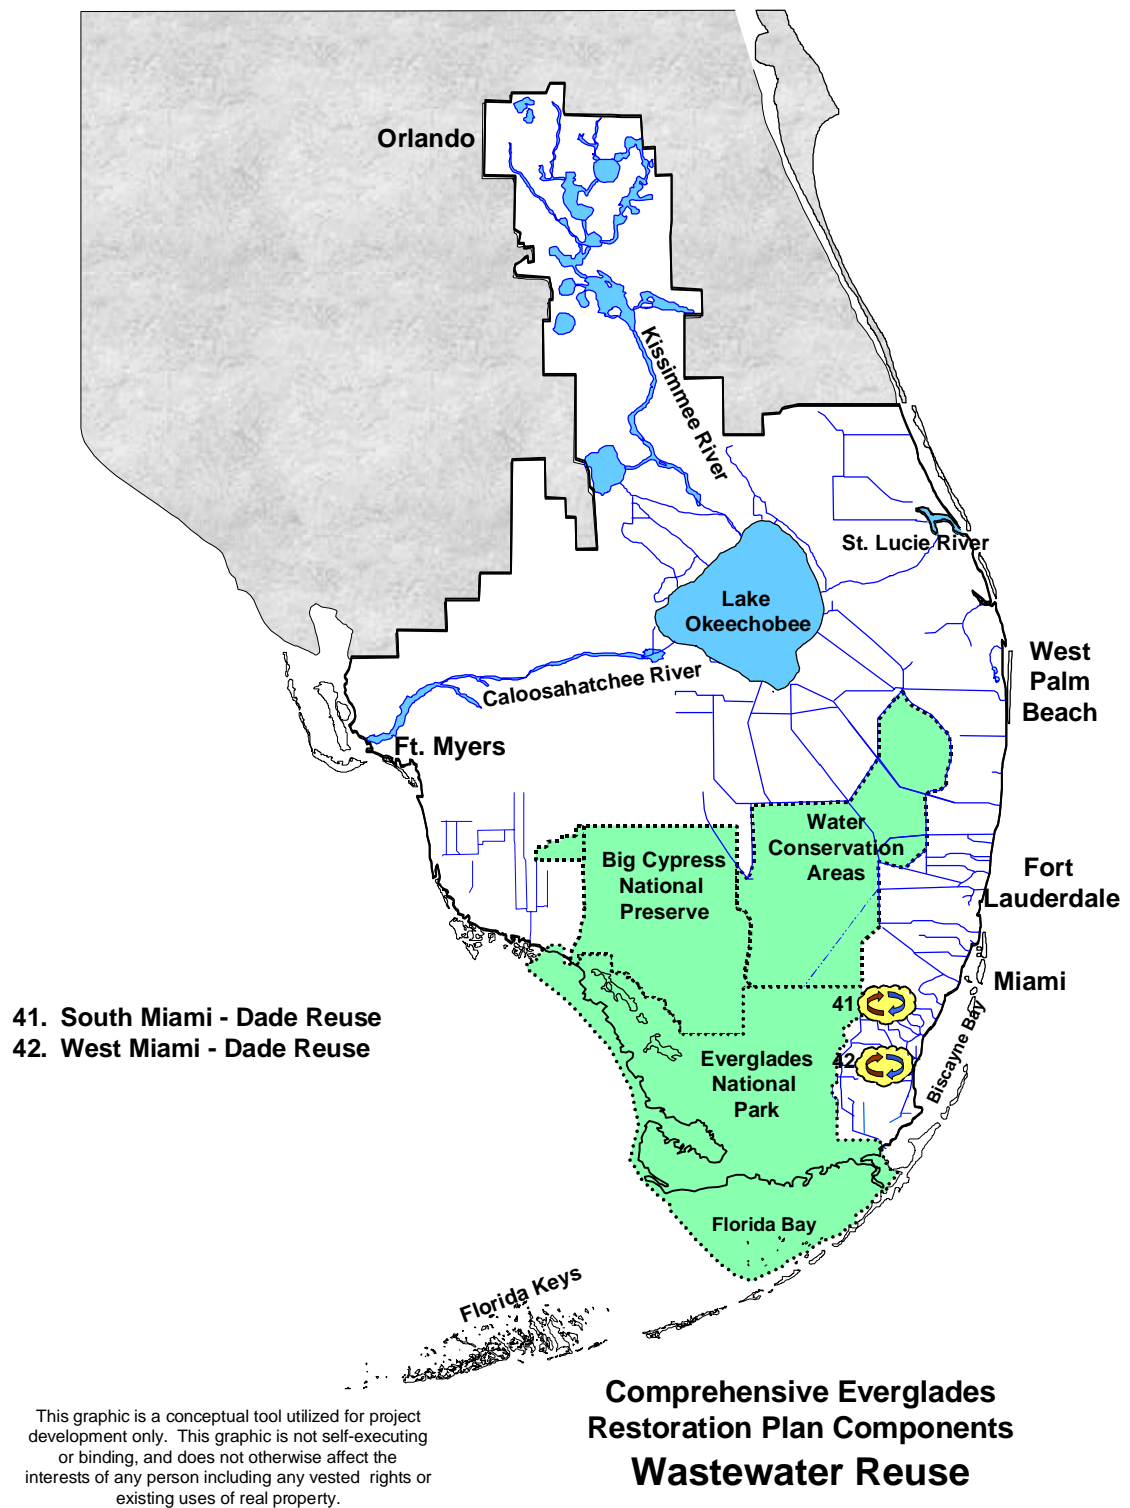 Orlando
Kissimmee River
St. Lucie River
Lake
Okeechobee
West
Palm
Beach
Caloosahatchee River
Ft. Myers
Water
Conservation
Areas
Big Cypress
National
Preserve
Fort
Lauderdale
Miami
41
42
Biscayne Bay
41.  South Miami - Dade Reuse
42.  West Miami - Dade Reuse
Everglades
National
Park
Florida Bay
Florida Keys
Comprehensive Everglades
Restoration Plan Components
Wastewater Reuse
This graphic is a conceptual tool utilized for project
development only.  This graphic is not self-executing
or binding, and does not otherwise affect the
interests of any person including any vested  rights or
existing uses of real property.